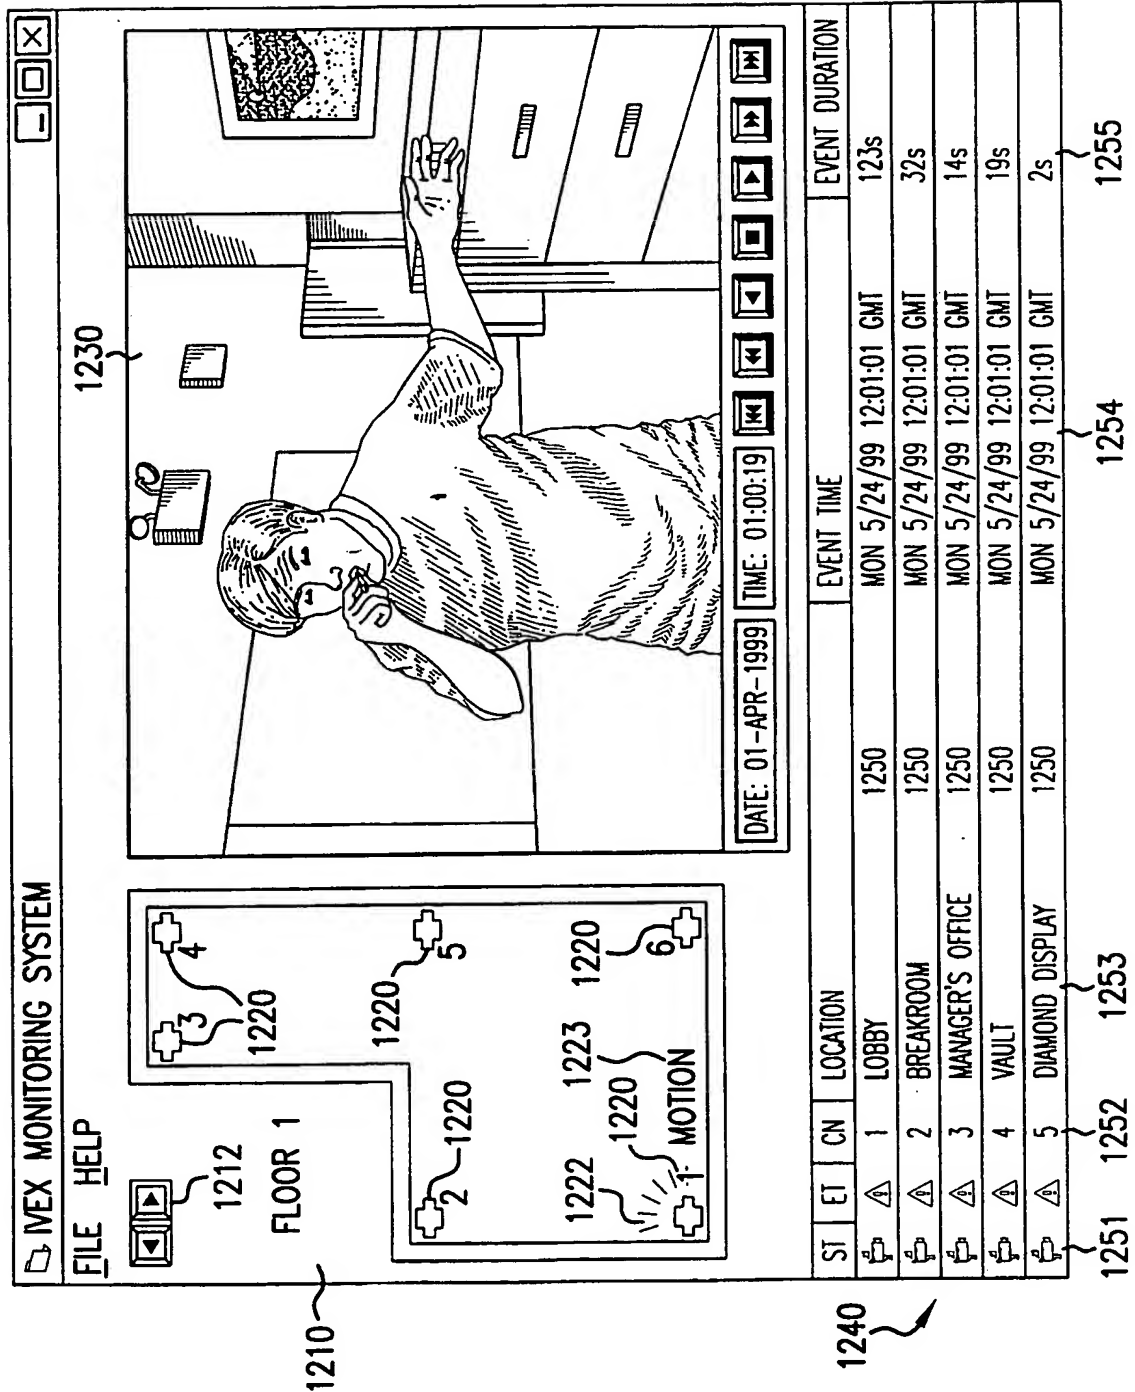 IVEX MONITORING SYSTEM
FILE HELP
1212
FLOOR 1
1210
3
4
1220
2
1220
5
1220
1222
1223
1220
1
MOTION
6
1220
1230
DATE: 01-APR-1999 TIME: 01:00:19
ST ET CN LOCATION EVENT TIME EVENT DURATION
1 LOBBY 1250 MON 5/24/99 12:01:01 GMT 123s
2 BREAKROOM 1250 MON 5/24/99 12:01:01 GMT 32s
3 MANAGER'S OFFICE 1250 MON 5/24/99 12:01:01 GMT 14s
4 VAULT 1250 MON 5/24/99 12:01:01 GMT 19s
5 DIAMOND DISPLAY 1250 MON 5/24/99 12:01:01 GMT 2s
1240
1251 1252 1253 1254 1255